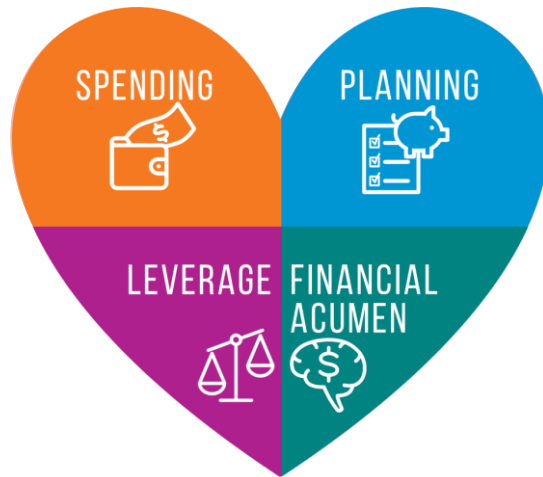 SPENDING
PLANNING
$
LEVERAGE
FINANCIAL
ACUMEN
$